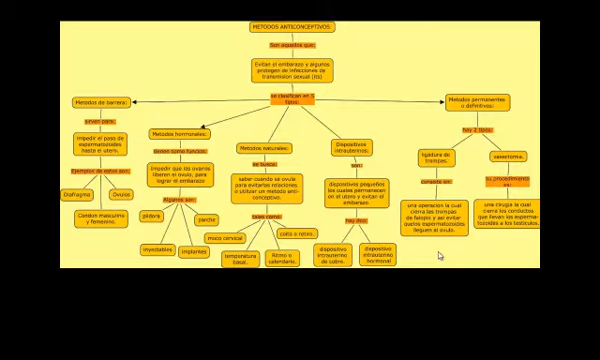 METODOS ANTICONCEPTIVOS.
Son aquellos que:
Evitan el embarazo y algunos
protegen de infecciones de
transmision sexual (its)
se clasifican en 5
tipos:
Metodos de barrera:
sirven para:
Impedir el paso de
espermatozoides
hasta el utero.
Ejemplos de estos son:
Diafragma
Óvulos
Condon masculino
y femenino.
Metodos hormonales:
tienen como funcion:
Impedir que los ovarios
liberen el ovulo, para
lograr el embarazo
Algunos son:
pildora
parche
inyectables
implantes
Metodos naturales:
se busca:
saber cuando se ovula
para evitarlas relaciones
o utilizar un metodo anti-
conceptivo.
tales como:
moco cervical
coito o retiro.
temperatura
basal.
Ritmo o
calendario.
Dispositivos
intrauterinos:
son:
dispositivos pequeños
los cuales permanecen
en el utero y evitan el
embarazo
hay dos:
dispositivo
intrauterino
de cobre.
dispositivo
intrauterino
hormonal
Metodos permanentes
o definitivos:
hay 2 tipos:
ligadura de
trompas.
consiste en:
una operacion la cual
cierra las trompas
de falopio y asi evitar
quelos espermatozoides
lleguen al ovulo.
vasectomia.
su procedimiento
es:
una cirugia la cual
cierra los conductos
que llevan los esperma-
tozoides a los testiculos.